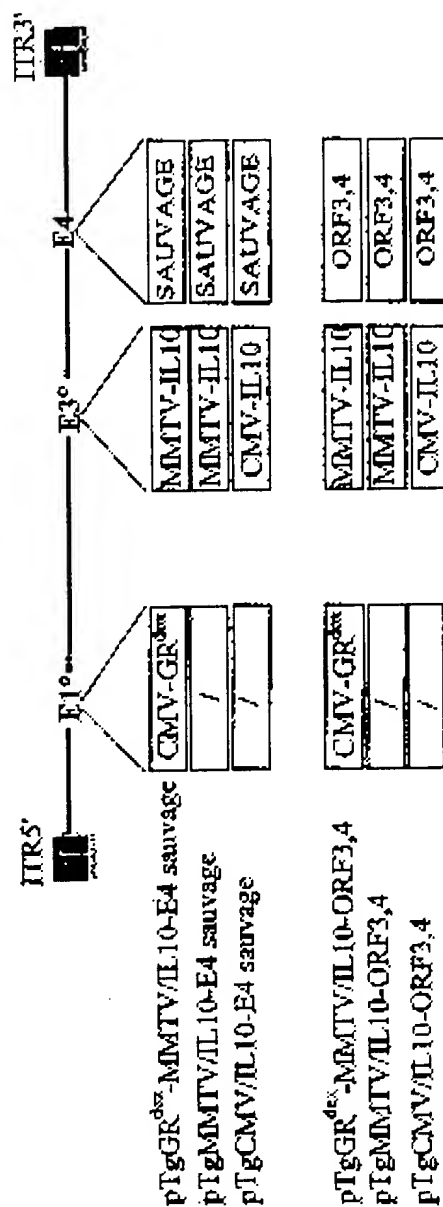 ITR5' E1° E3° E4 ITR3'
pTgGR^dex-MMTV/IL10-E4 sauvage CMV-GR^dex MMTV-IL10 SAUVAGE
pTgMMTV/IL10-E4 sauvage / MMTV-IL10 SAUVAGE
pTgCMV/IL10-E4 sauvage / CMV-IL10 SAUVAGE
pTgGR^dex-MMTV/IL10-ORF3,4 CMV-GR^dex MMTV-IL10 ORF3,4
pTgMMTV/IL10-ORF3,4 / MMTV-IL10 ORF3,4
pTgCMV/IL10-ORF3,4 / CMV-IL10 ORF3,4